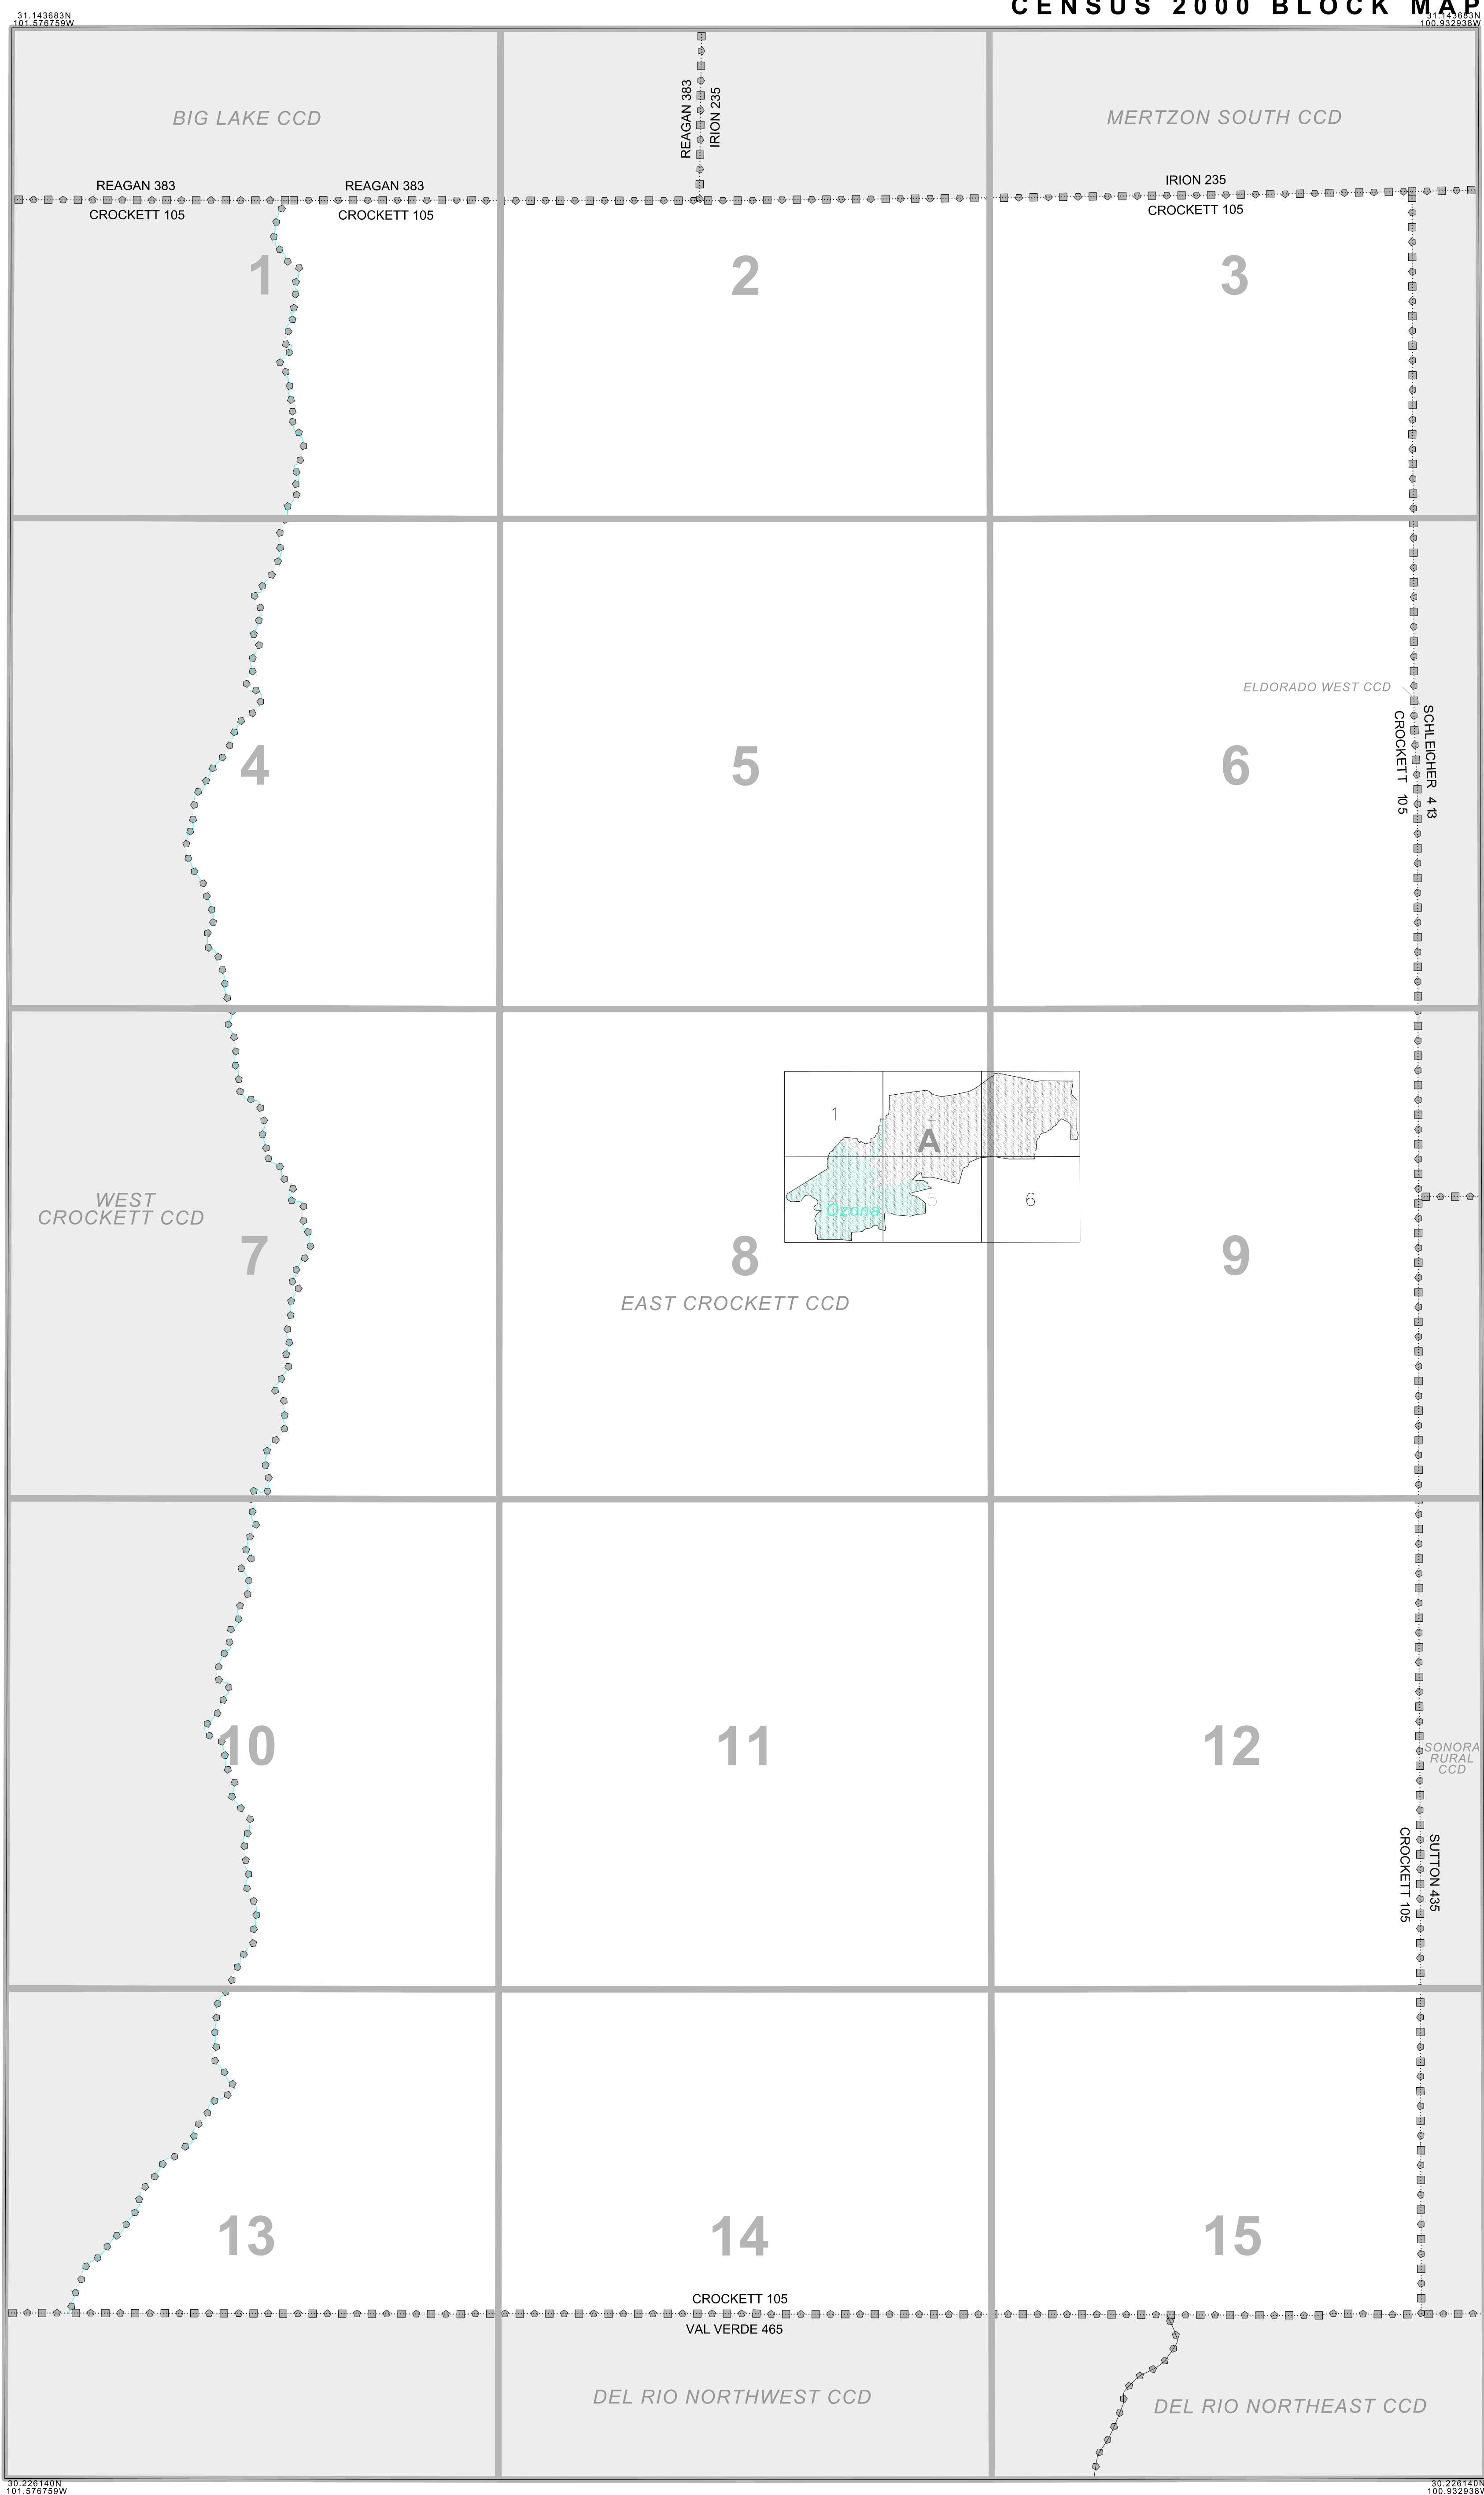 CENSUS 2000 BLOCK MAP
31.143683N
101.576759W
31.143683N
100.932938W
BIG LAKE CCD
REAGAN 383
IRION 235
MERTZON SOUTH CCD
REAGAN 383
CROCKETT 105
REAGAN 383
CROCKETT 105
IRION 235
CROCKETT 105
1
2
3
ELDORADO WEST CCD
SCHLEICHER 413
CROCKETT 105
4
5
6
1
2
3
A
4
5
6
Ozona
WEST
CROCKETT CCD
7
8
9
EAST CROCKETT CCD
10
11
12
SONORA
RURAL
CCD
SUTTON 435
CROCKETT 105
13
14
15
CROCKETT 105
VAL VERDE 465
DEL RIO NORTHWEST CCD
DEL RIO NORTHEAST CCD
30.226140N
101.576759W
30.226140N
100.932938W